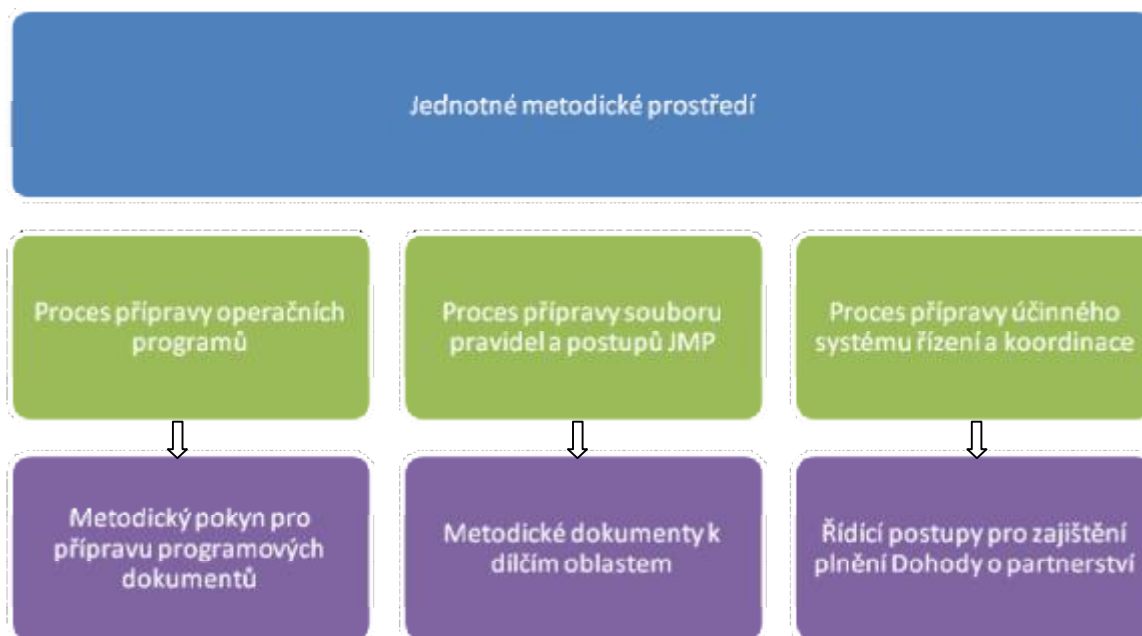 Jednotné metodické prostředí
Proces přípravy operačních
programů
Proces přípravy souboru
pravidel a postupů JMP
Proces přípravy účinného
systému řízení a koordinace
Metodický pokyn pro
přípravu programových
dokumentů
Metodické dokumenty k
dílčím oblastem
Řídící postupy pro zajištění
plnění Dohody o partnerství